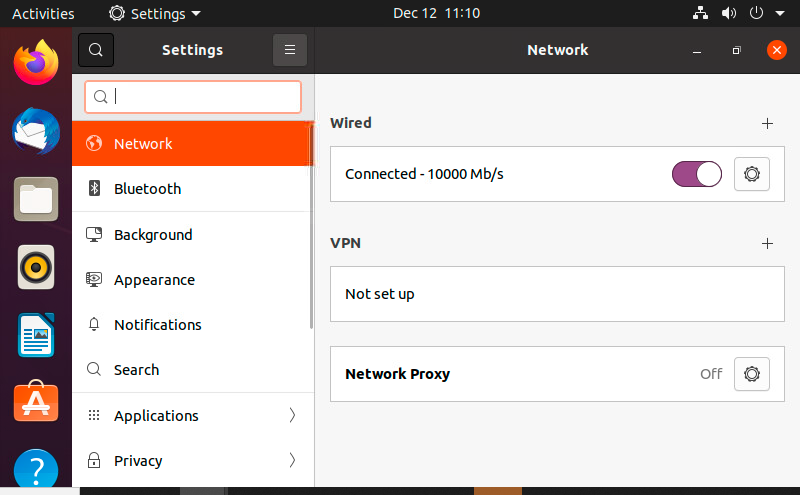 Activities Settings Dec 12 11:10
Settings Network
Network
Bluetooth
Background
Appearance
Notifications
Search
Applications
Privacy
Wired
Connected - 10000 Mb/s
VPN
Not set up
Network Proxy Off